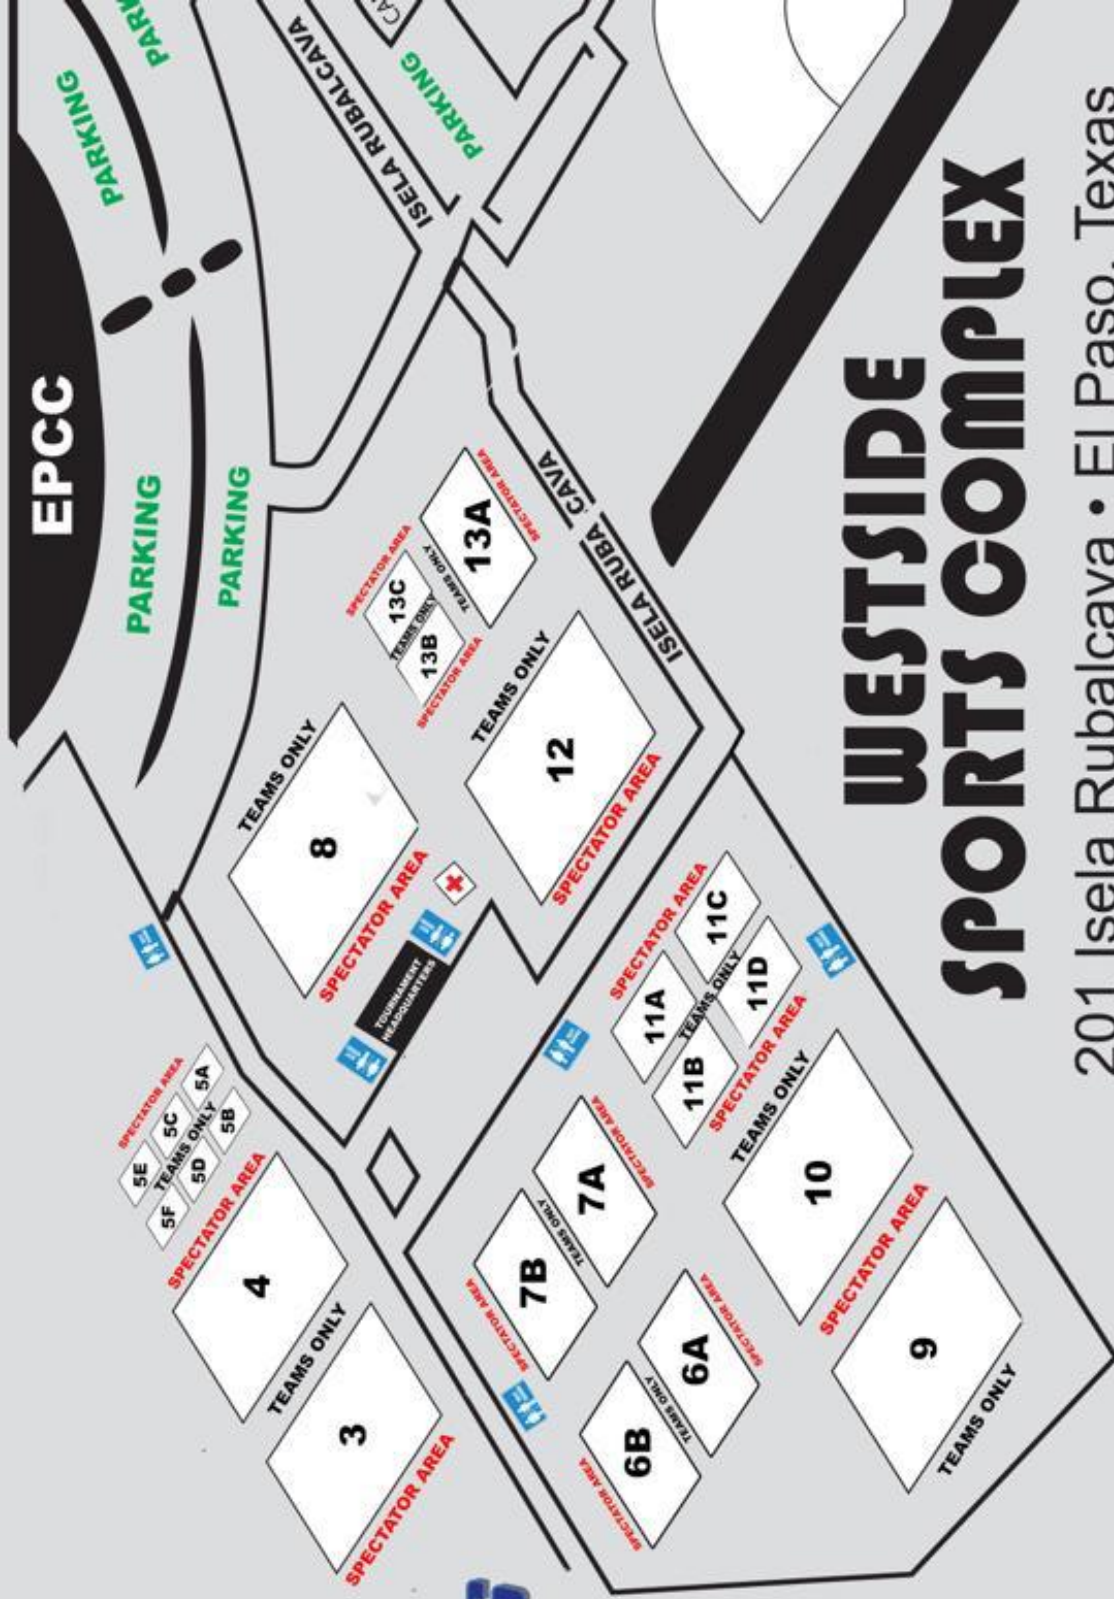 EPCC
PARKING
PARKING
PARKING
PARK
PARKING
ISELA RUBALCAVA
CA
ISELA RUBA
CAVA
SPECTATOR AREA
13A
TEAMS ONLY
SPECTATOR AREA
13C
TEAMS ONLY
13B
SPECTATOR AREA
TEAMS ONLY
8
SPECTATOR AREA
TEAMS ONLY
12
SPECTATOR AREA
TOURNAMENT
HEADQUARTERS
SPECTATOR AREA
5A
5C
5E
TEAMS ONLY
5B
5D
5F
SPECTATOR AREA
4
TEAMS ONLY
3
SPECTATOR AREA
SPECTATOR AREA
11C
11A
TEAMS ONLY
11D
11B
SPECTATOR AREA
7A
SPECTATOR AREA
TEAMS ONLY
7B
SPECTATOR AREA
6A
SPECTATOR AREA
TEAMS ONLY
6B
SPECTATOR AREA
TEAMS ONLY
10
SPECTATOR AREA
9
TEAMS ONLY
WESTSIDE
SPORTS COMPLEX
201 Isela Rubalcava • El Paso, Texas